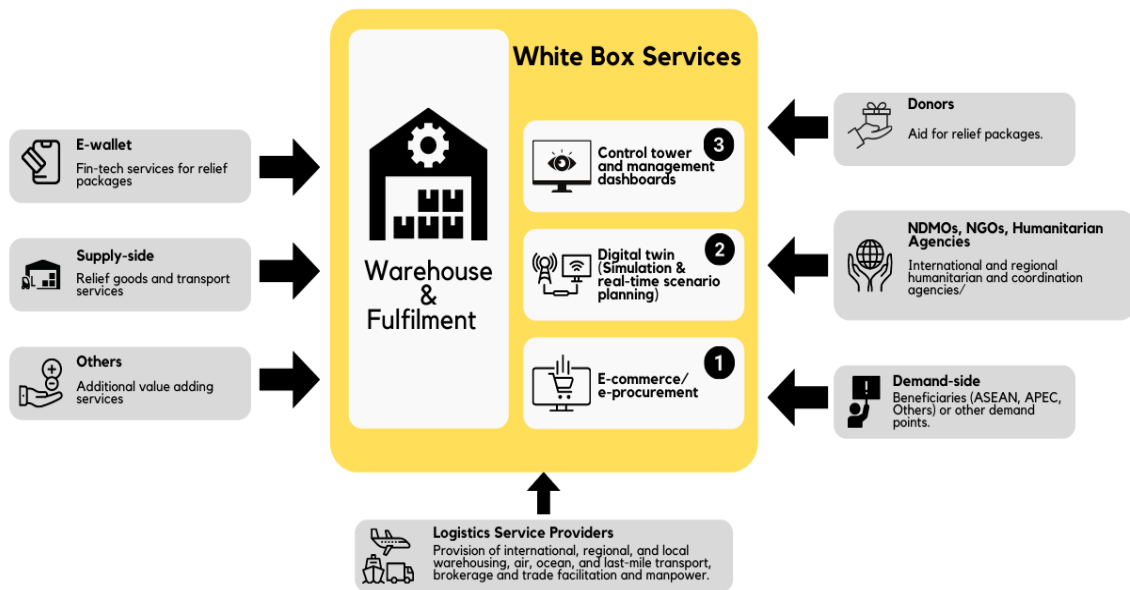 White Box Services
Warehouse
&
Fulfilment
3
Control tower
and management
dashboards
2
Digital twin
(Simulation &
real-time scenario
planning)
1
E-commerce/
e-procurement
E-wallet
Fin-tech services for relief
packages
Supply-side
Relief goods and transport
services
Others
Additional value adding
services
Donors
Aid for relief packages.
NDMOs, NGOs, Humanitarian
Agencies
International and regional
humanitarian and coordination
agencies/
Demand-side
Beneficiaries (ASEAN, APEC,
Others) or other demand
points.
Logistics Service Providers
Provision of international, regional, and local
warehousing, air, ocean, and last-mile transport,
brokerage and trade facilitation and manpower.